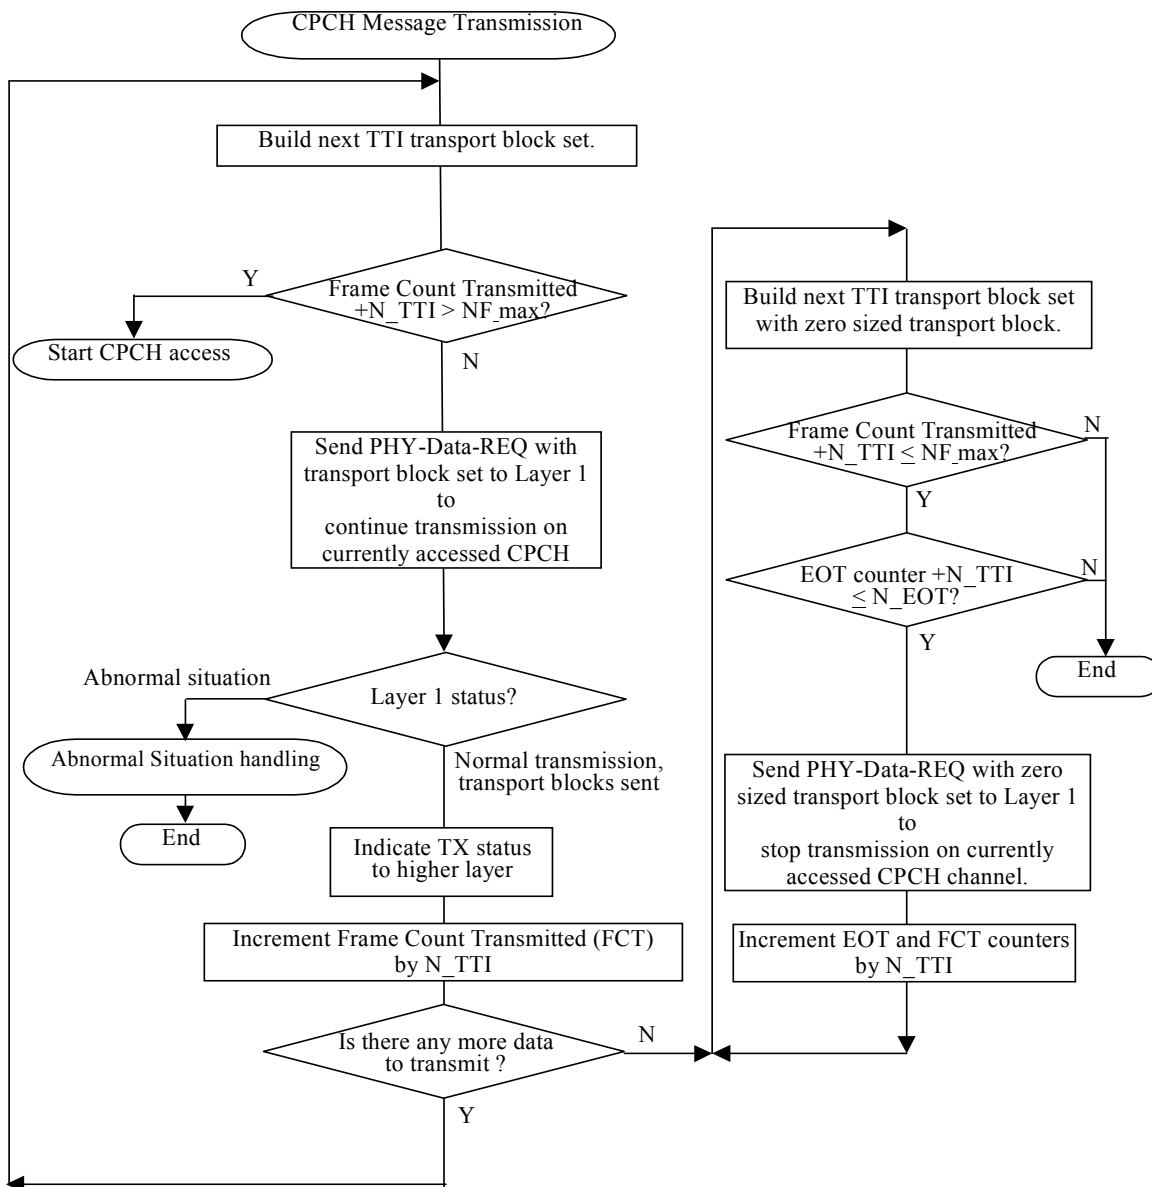 CPCH Message Transmission
Build next TTI transport block set.
Y
Frame Count Transmitted
+N_TTI > NF_max?
Start CPCH access
N
Send PHY-Data-REQ with
transport block set to Layer 1
to
continue transmission on
currently accessed CPCH
Abnormal situation
Layer 1 status?
Abnormal Situation handling
Normal transmission,
transport blocks sent
End
Indicate TX status
to higher layer
Increment Frame Count Transmitted (FCT)
by N_TTI
Is there any more data
to transmit ?
N
Y
Build next TTI transport block set
with zero sized transport block.
Frame Count Transmitted
+N_TTI ≤ NF_max?
N
Y
EOT counter +N_TTI
≤ N_EOT?
N
Y
End
Send PHY-Data-REQ with zero
sized transport block set to Layer 1
to
stop transmission on currently
accessed CPCH channel.
Increment EOT and FCT counters
by N_TTI